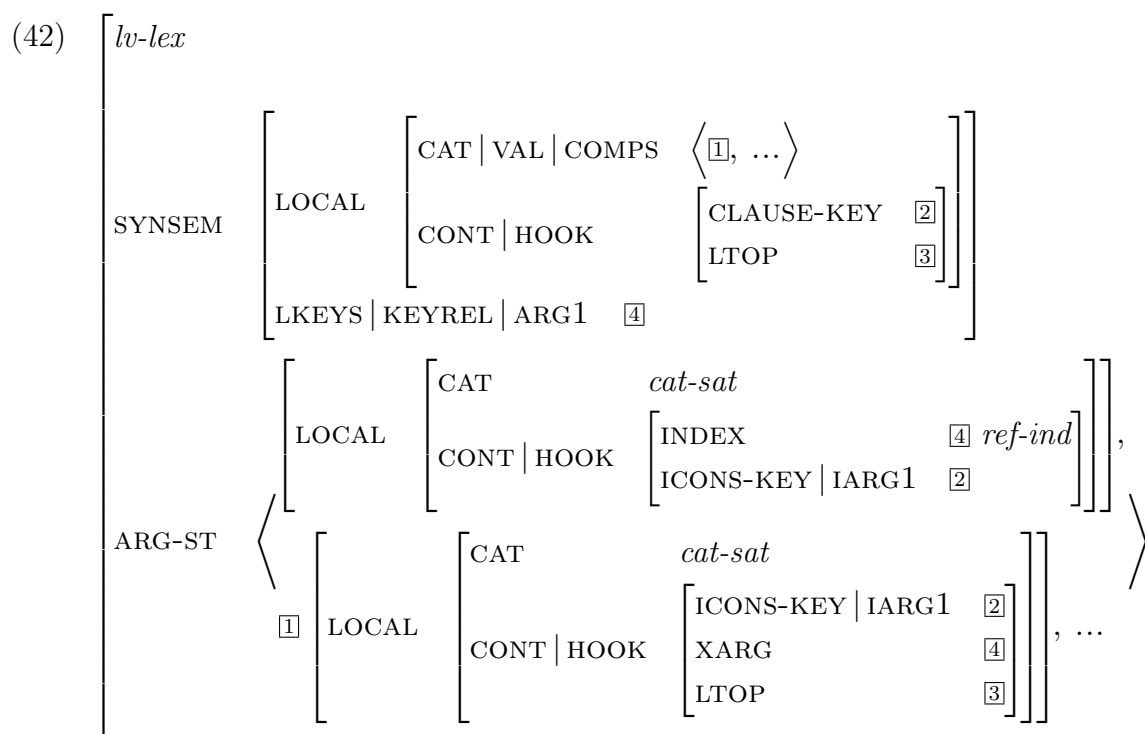 (42) lv-lex
SYNSEM LOCAL CAT | VAL | COMPS ⟨1, ...⟩
CONT | HOOK CLAUSE-KEY 2
LTOP 3
LKEYS | KEYREL | ARG1 4
ARG-ST ⟨ LOCAL CAT cat-sat
CONT | HOOK INDEX 4 ref-ind
ICONS-KEY | IARG1 2 ,
1 LOCAL CAT cat-sat
CONT | HOOK ICONS-KEY | IARG1 2
XARG 4
LTOP 3 , ... ⟩